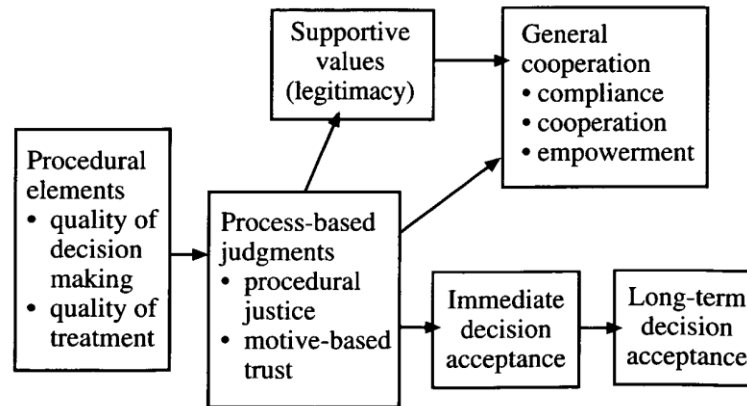 Procedural
elements
• quality of
decision
making
• quality of
treatment
Process-based
judgments
• procedural
justice
• motive-based
trust
Supportive
values
(legitimacy)
General
cooperation
• compliance
• cooperation
• empowerment
Immediate
decision
acceptance
Long-term
decision
acceptance